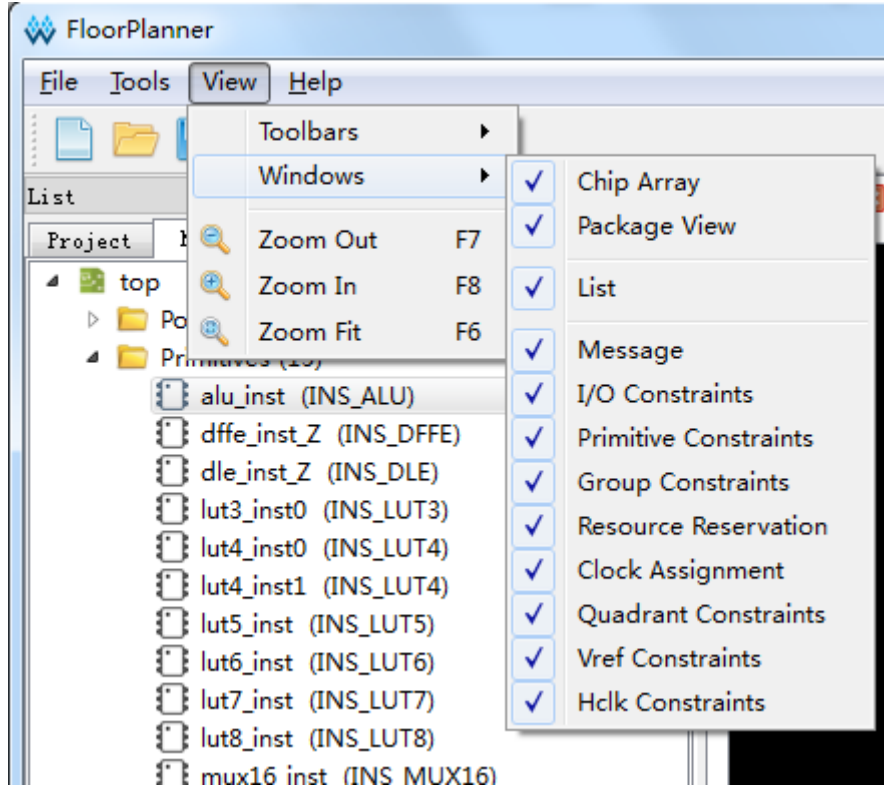 FloorPlanner
File Tools View Help
Toolbars
Windows
Zoom Out F7
Zoom In F8
Zoom Fit F6
Chip Array
Package View
List
Message
I/O Constraints
Primitive Constraints
Group Constraints
Resource Reservation
Clock Assignment
Quadrant Constraints
Vref Constraints
Hclk Constraints
List
Project
top
Primitives
alu_inst (INS_ALU)
dffe_inst_Z (INS_DFFE)
dle_inst_Z (INS_DLE)
lut3_inst0 (INS_LUT3)
lut4_inst0 (INS_LUT4)
lut4_inst1 (INS_LUT4)
lut5_inst (INS_LUT5)
lut6_inst (INS_LUT6)
lut7_inst (INS_LUT7)
lut8_inst (INS_LUT8)
mux16_inst (INS_MUX16)